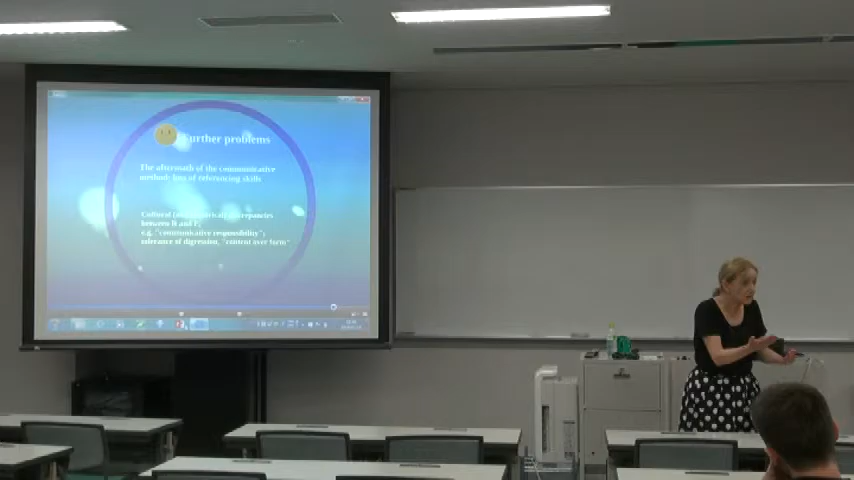 Further problems
The aftermath of the communicative
method: loss of referencing skills
Cultural discrepancies
between
e.g. "communicative responsibility";
tolerance of digression, "content over form"